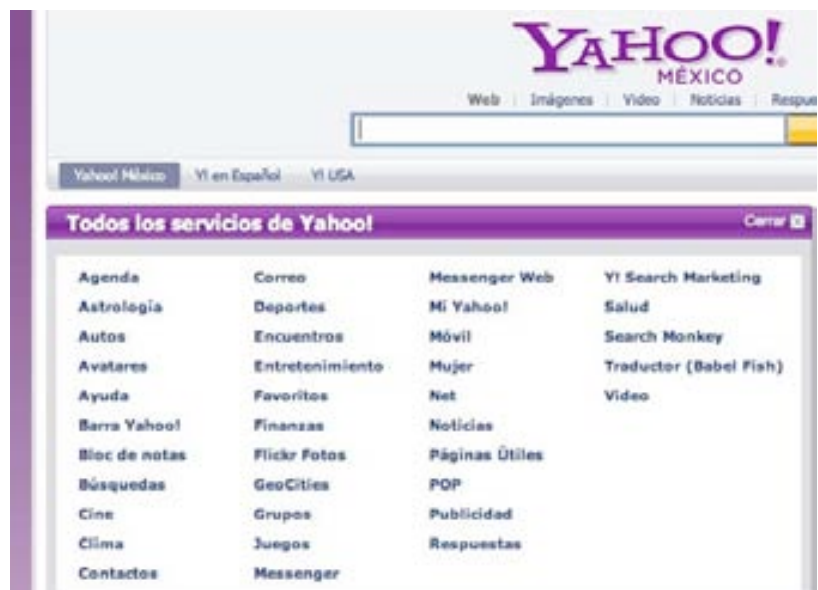 YAHOO!
MÉXICO
Web | Imágenes | Video | Noticias | Respue
Yahoo! México Y! en Español Y! USA
Todos los servicios de Yahoo! Cerrar
Agenda
Astrología
Autos
Avatares
Ayuda
Barra Yahoo!
Bloc de notas
Búsquedas
Cine
Clima
Contactos
Correo
Deportes
Encuentros
Entretenimiento
Favoritos
Finanzas
Flickr Fotos
GeoCities
Grupos
Juegos
Messenger
Messenger Web
Mi Yahoo!
Móvil
Mujer
Net
Noticias
Páginas Útiles
POP
Publicidad
Respuestas
Y! Search Marketing
Salud
Search Monkey
Traductor (Babel Fish)
Video